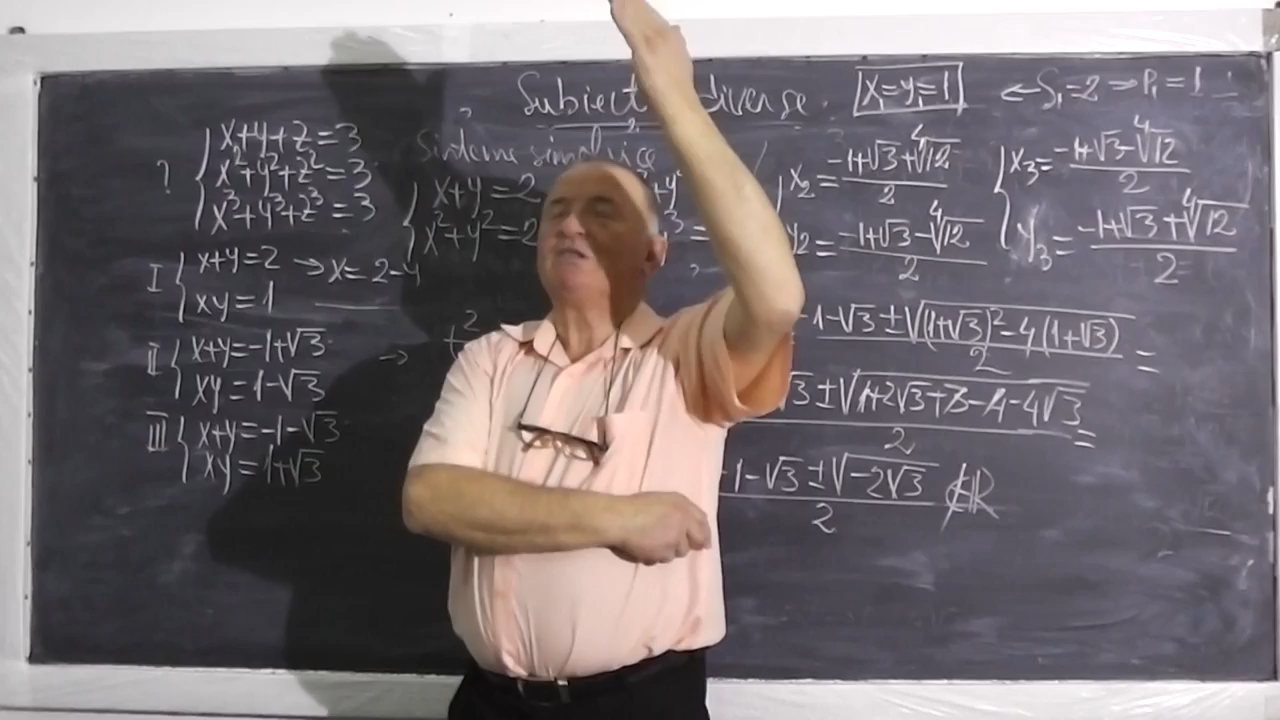 Subiect diverse.
Sisteme simetrice
x+y+z=3
? x²+y²+z²=3
x³+y³+z³=3
x+y=2
x²+y²=2
I x+y=2 → x=2-y
xy=1
II x+y=-1+√3 →
xy=1-√3
III x+y=-1-√3
xy=1+√3
x₁=y₁=1 ← S₁=2 ⇒ P₁=1
x₂= (-1+√3+⁴√12)/2
y₂= (-1+√3-⁴√12)/2
x₃= (-1+√3-⁴√12)/2
y₃= (-1+√3+⁴√12)/2
-1-√3±√((1+√3)²-4(1+√3)) / 2 =
√3±√(1+2√3+3-4-4√3) / 2 =
-1-√3±√(-2√3) / 2 ∉ℝ